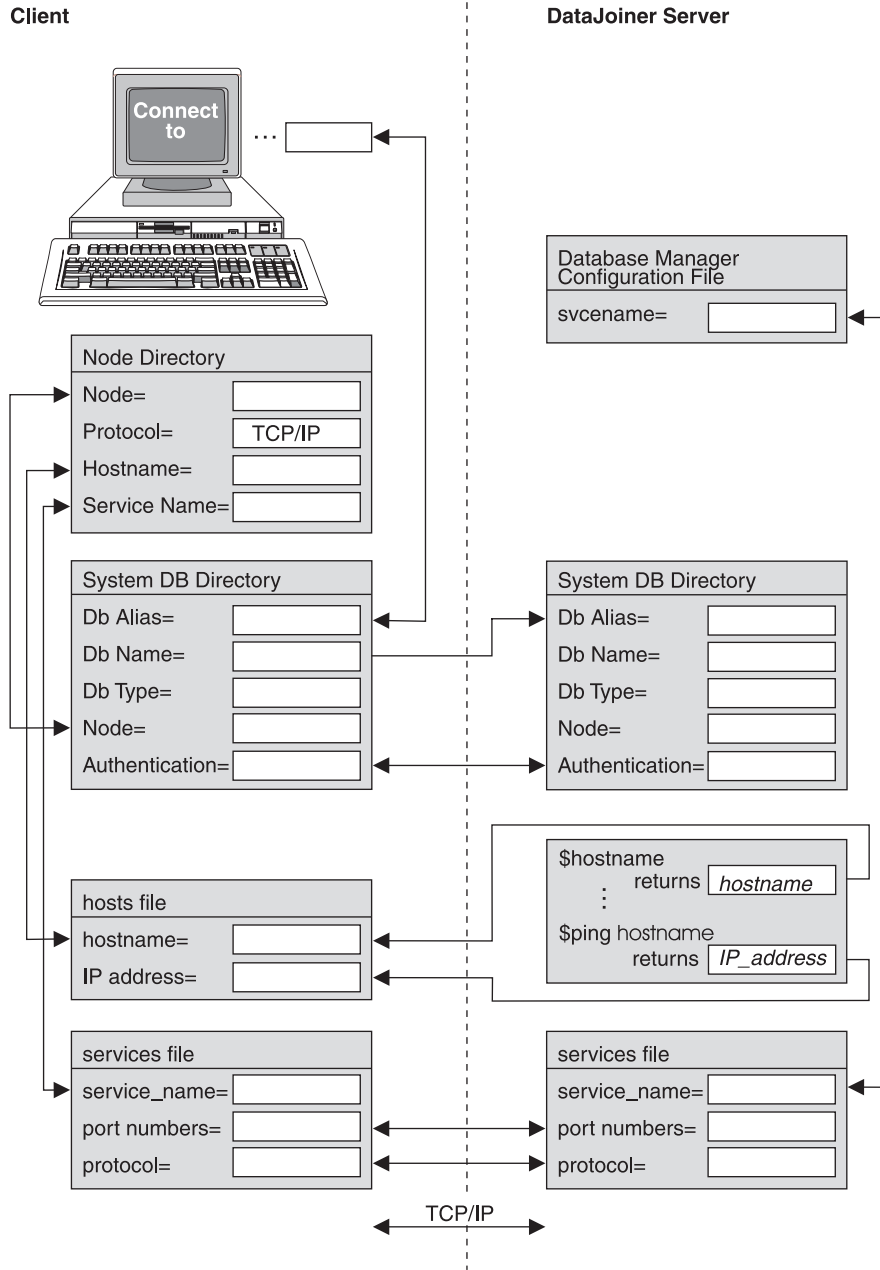 Client
DataJoiner Server
Connect
to
...
Database Manager
Configuration File
svcename=
Node Directory
Node=
Protocol= TCP/IP
Hostname=
Service Name=
System DB Directory
Db Alias=
Db Name=
Db Type=
Node=
Authentication=
System DB Directory
Db Alias=
Db Name=
Db Type=
Node=
Authentication=
$hostname
returns hostname
$ping hostname
returns IP_address
hosts file
hostname=
IP address=
services file
service_name=
port numbers=
protocol=
services file
service_name=
port numbers=
protocol=
TCP/IP